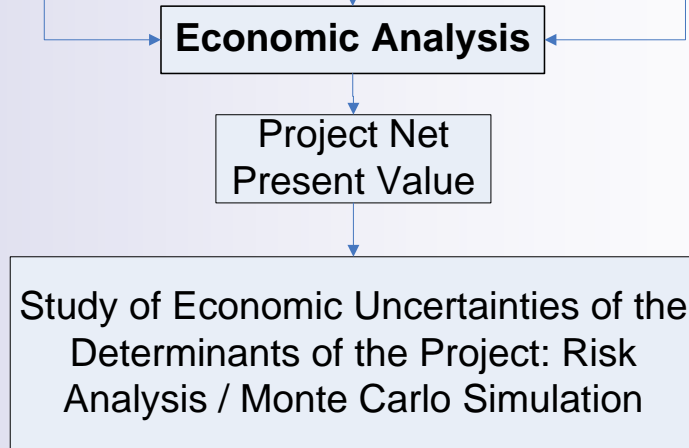 Economic Analysis
Project Net
Present Value
Study of Economic Uncertainties of the
Determinants of the Project: Risk
Analysis / Monte Carlo Simulation